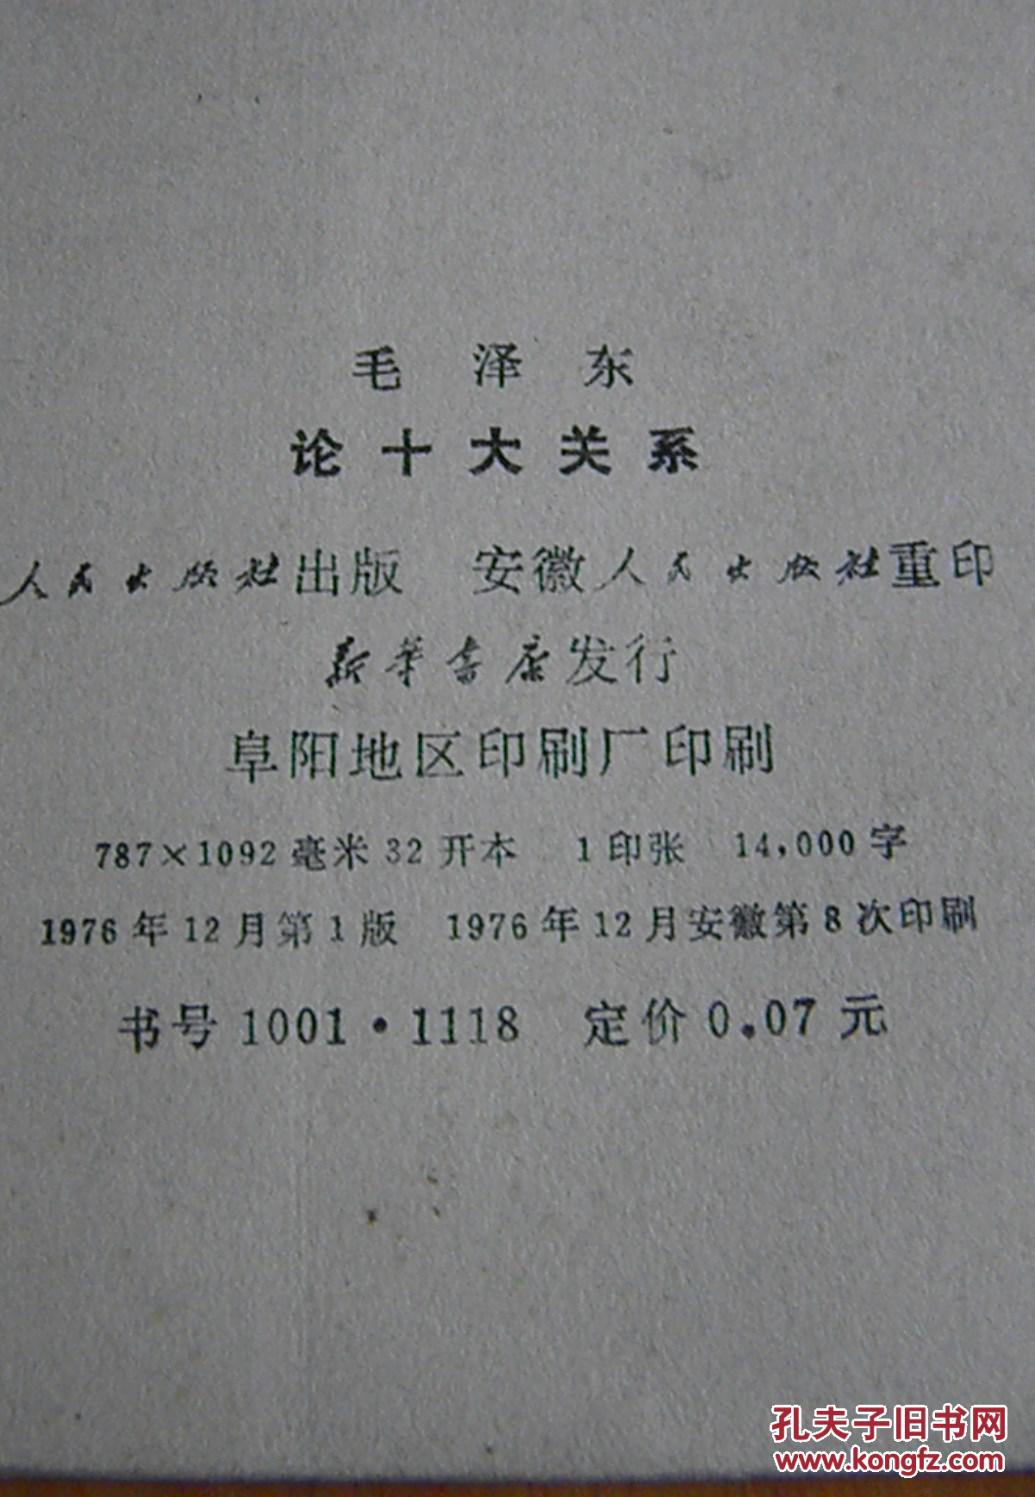 毛泽东
论十大关系
人民出版社出版 安徽人民出版社重印
新华书店发行
阜阳地区印刷厂印刷
787×1092毫米32开本 1印张 14,000字
1976年12月第1版 1976年12月安徽第8次印刷
书号1001·1118 定价0.07元
孔夫子旧书网
www.kongfz.com